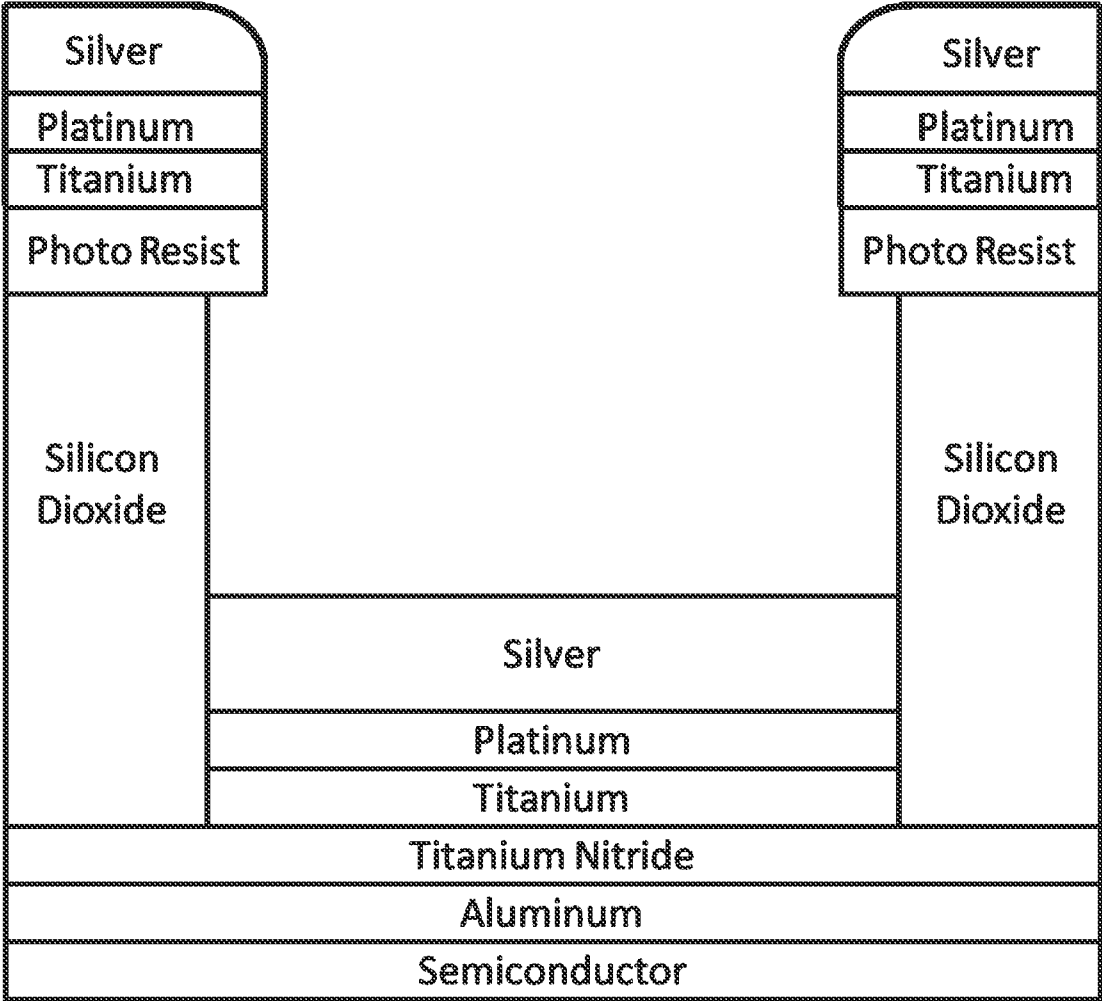 Silver
Silver
Platinum
Platinum
Titanium
Titanium
Photo Resist
Photo Resist
Silicon
Dioxide
Silicon
Dioxide
Silver
Platinum
Titanium
Titanium Nitride
Aluminum
Semiconductor